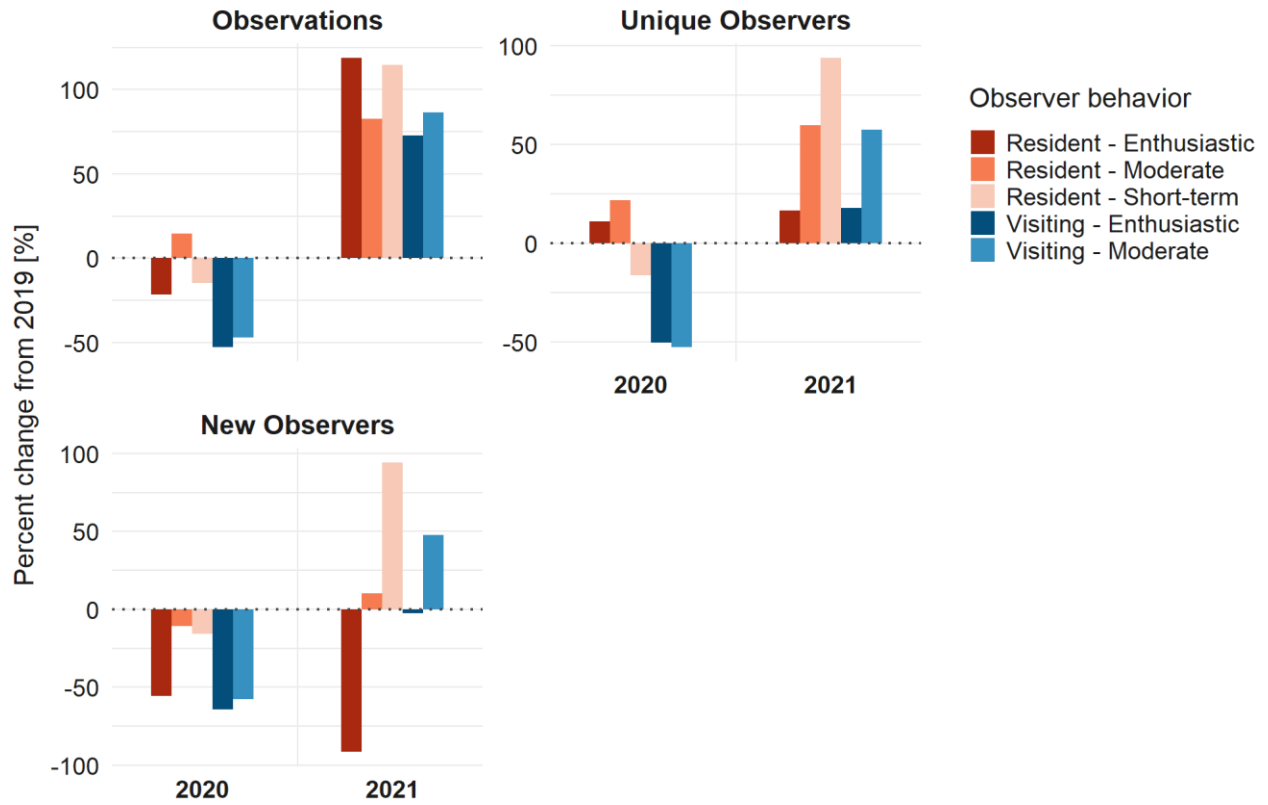 Observations
Unique Observers
100
50
0
-50
100
50
0
-50
2020
2021
Observer behavior
Resident - Enthusiastic
Resident - Moderate
Resident - Short-term
Visiting - Enthusiastic
Visiting - Moderate
Percent change from 2019 [%]
New Observers
100
50
0
-50
-100
2020
2021